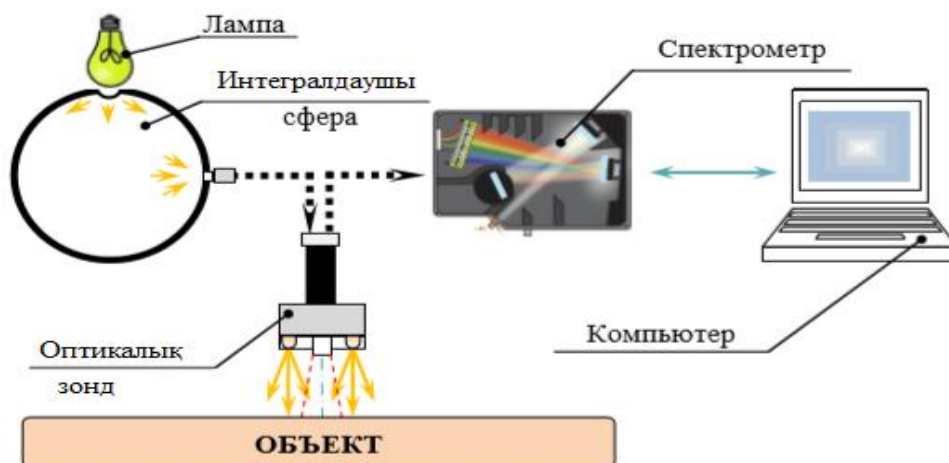 Лампа
Интегралдаушы
сфера
Спектрометр
Оптикалық
зонд
Компьютер
ОБЪЕКТ